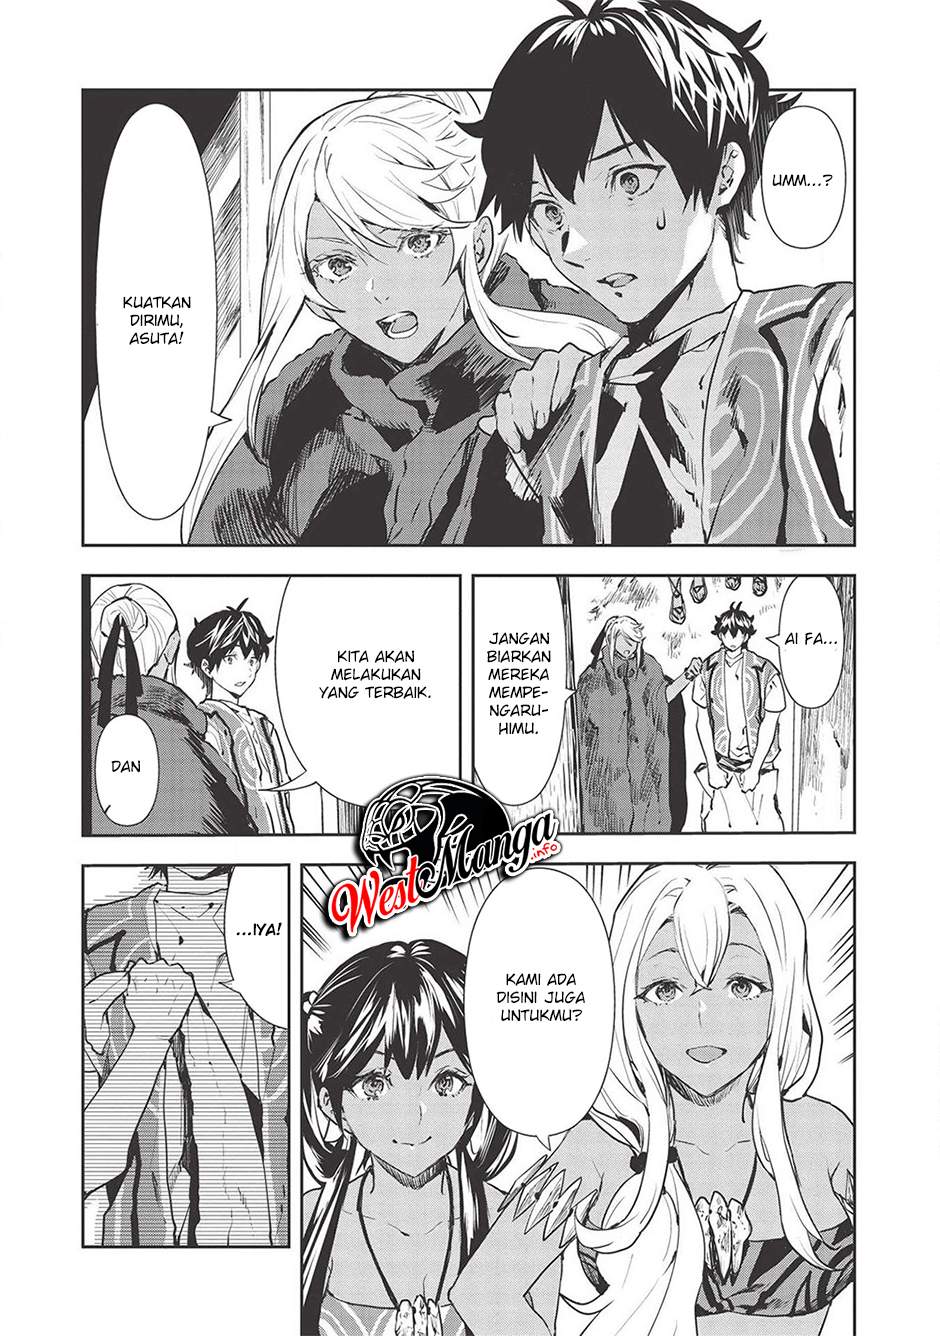 UMM...?
KUATKAN
DIRIMU,
ASUTA!
AI FA...
JANGAN
BIARKAN
MEREKA
MEMPE-
NGARU-
HIMU.
KITA AKAN
MELAKUKAN
YANG TERBAIK.
DAN
WestManga
.info
KAMI ADA
DISINI JUGA
UNTUKMU?
...IYA!